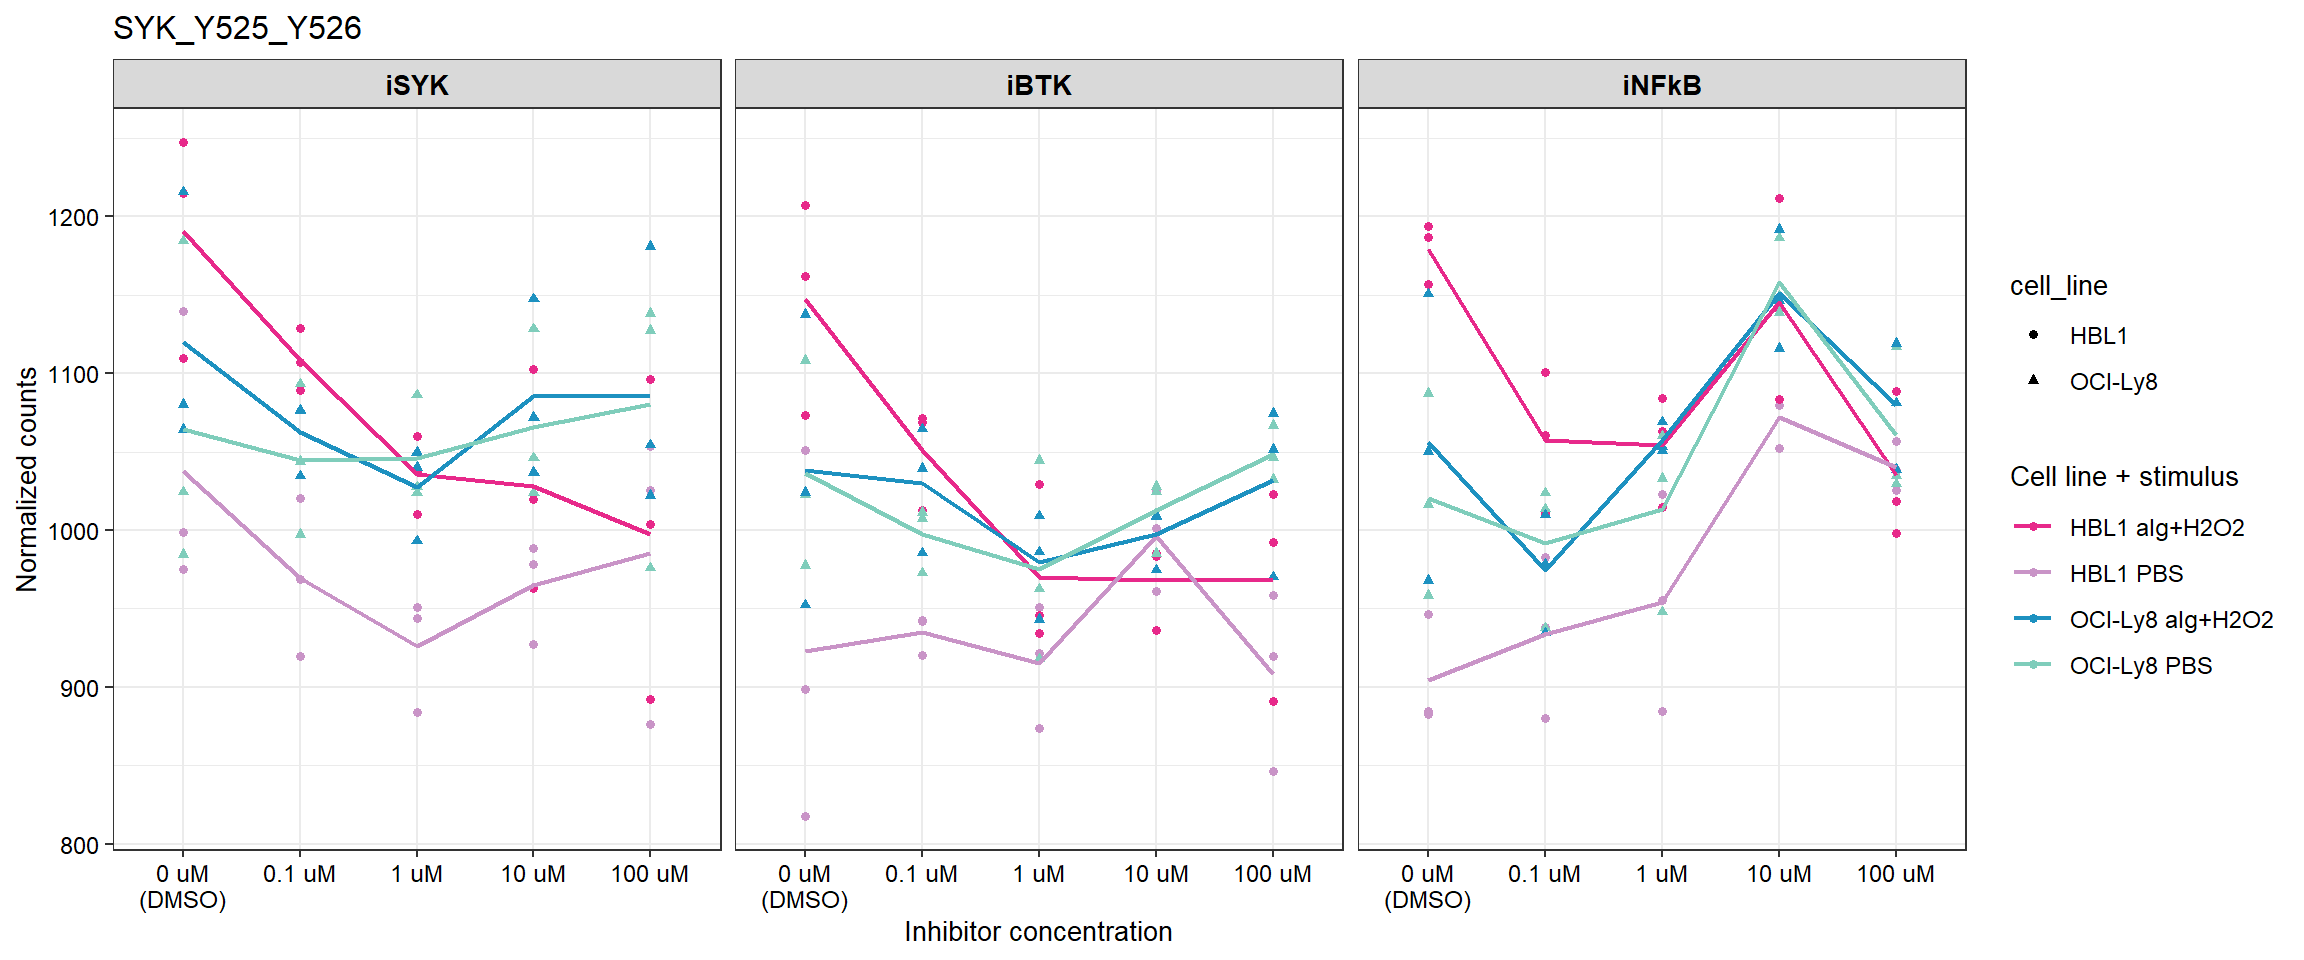 SYK_Y525_Y526
iSYK
iBTK
iNFkB
Normalized counts
1200
1100
1000
900
800
0 uM
(DMSO)
0.1 uM
1 uM
10 uM
100 uM
0 uM
(DMSO)
0.1 uM
1 uM
10 uM
100 uM
0 uM
(DMSO)
0.1 uM
1 uM
10 uM
100 uM
Inhibitor concentration
cell_line
HBL1
OCI-Ly8
Cell line + stimulus
HBL1 aIg+H2O2
HBL1 PBS
OCI-Ly8 aIg+H2O2
OCI-Ly8 PBS